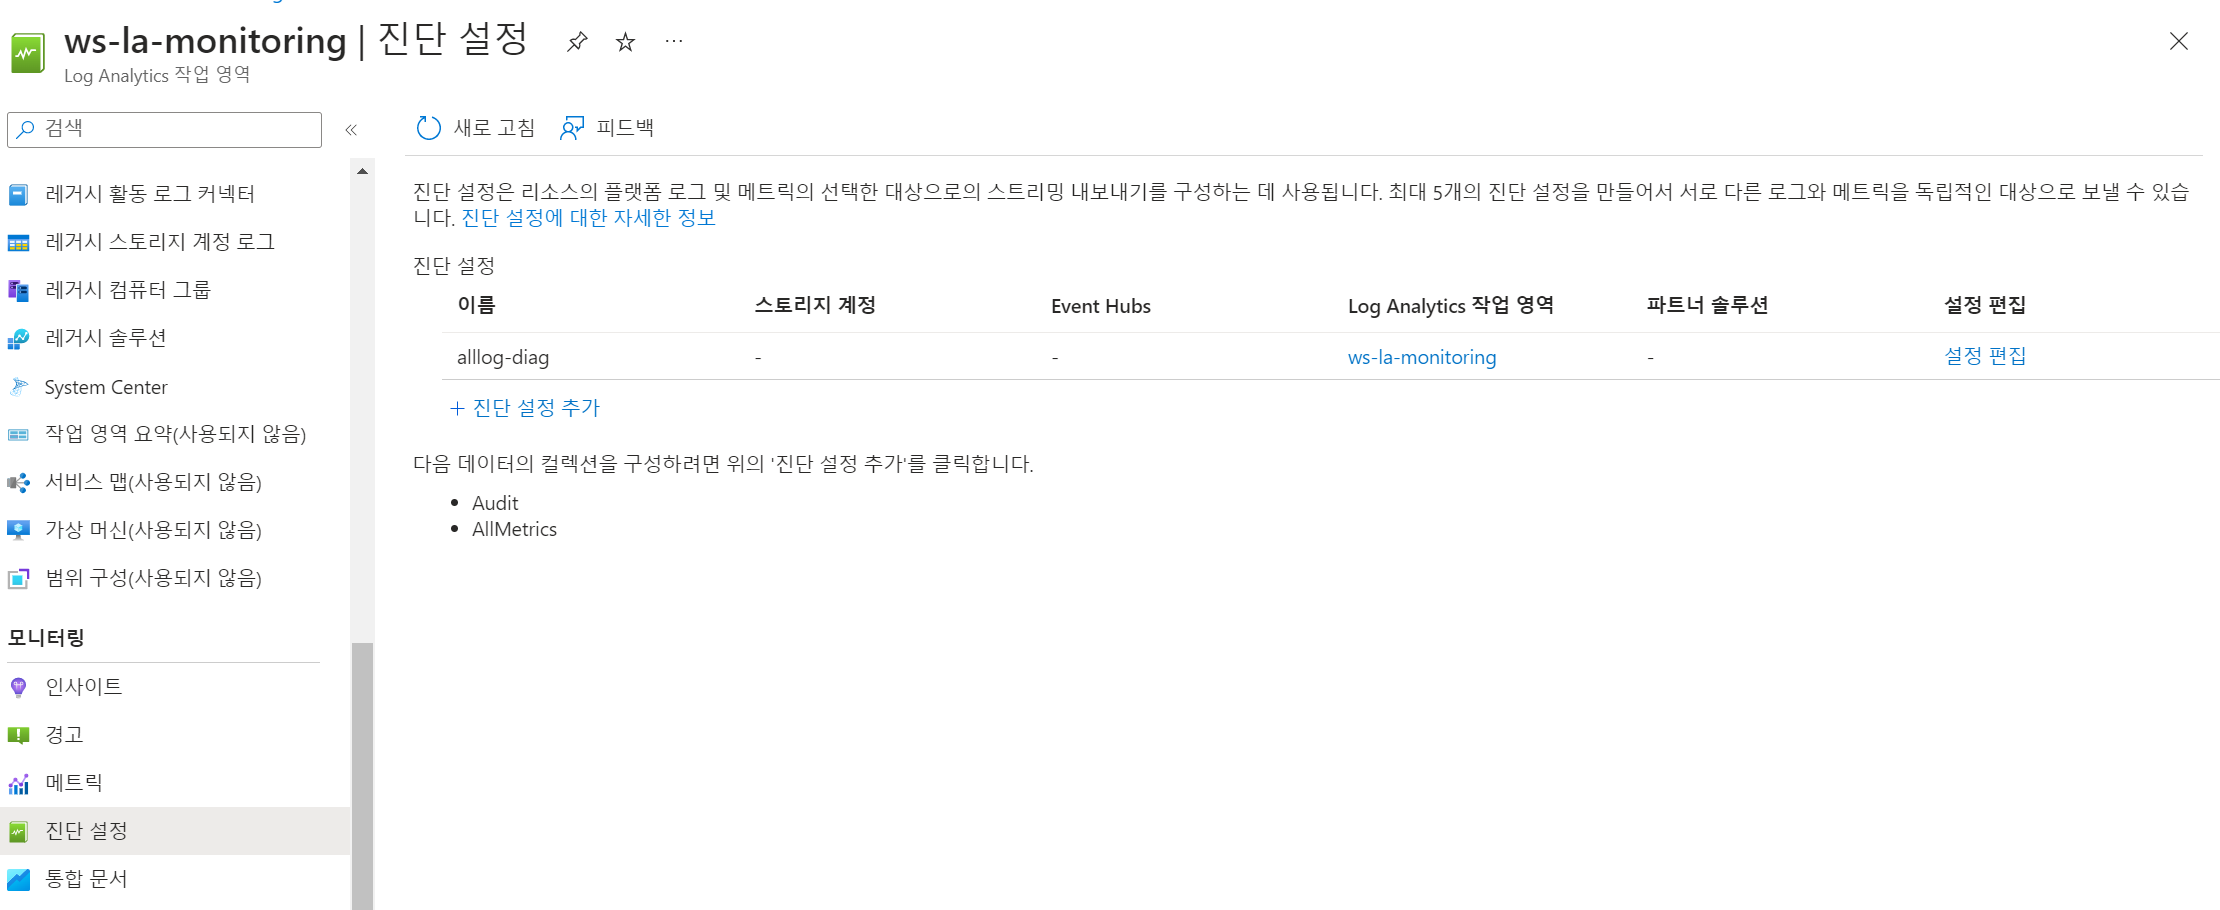 ws-la-monitoring | 진단 설정
Log Analytics 작업 영역
검색
레거시 활동 로그 커넥터
레거시 스토리지 계정 로그
레거시 컴퓨터 그룹
레거시 솔루션
System Center
작업 영역 요약(사용되지 않음)
서비스 맵(사용되지 않음)
가상 머신(사용되지 않음)
범위 구성(사용되지 않음)
모니터링
인사이트
경고
메트릭
진단 설정
통합 문서
새로 고침 피드백
진단 설정은 리소스의 플랫폼 로그 및 메트릭의 선택한 대상으로의 스트리밍 내보내기를 구성하는 데 사용됩니다. 최대 5개의 진단 설정을 만들어서 서로 다른 로그와 메트릭을 독립적인 대상으로 보낼 수 있습
니다. 진단 설정에 대한 자세한 정보
진단 설정
이름 스토리지 계정 Event Hubs Log Analytics 작업 영역 파트너 솔루션 설정 편집
alllog-diag - - ws-la-monitoring - 설정 편집
+ 진단 설정 추가
다음 데이터의 컬렉션을 구성하려면 위의 '진단 설정 추가'를 클릭합니다.
• Audit
• AllMetrics